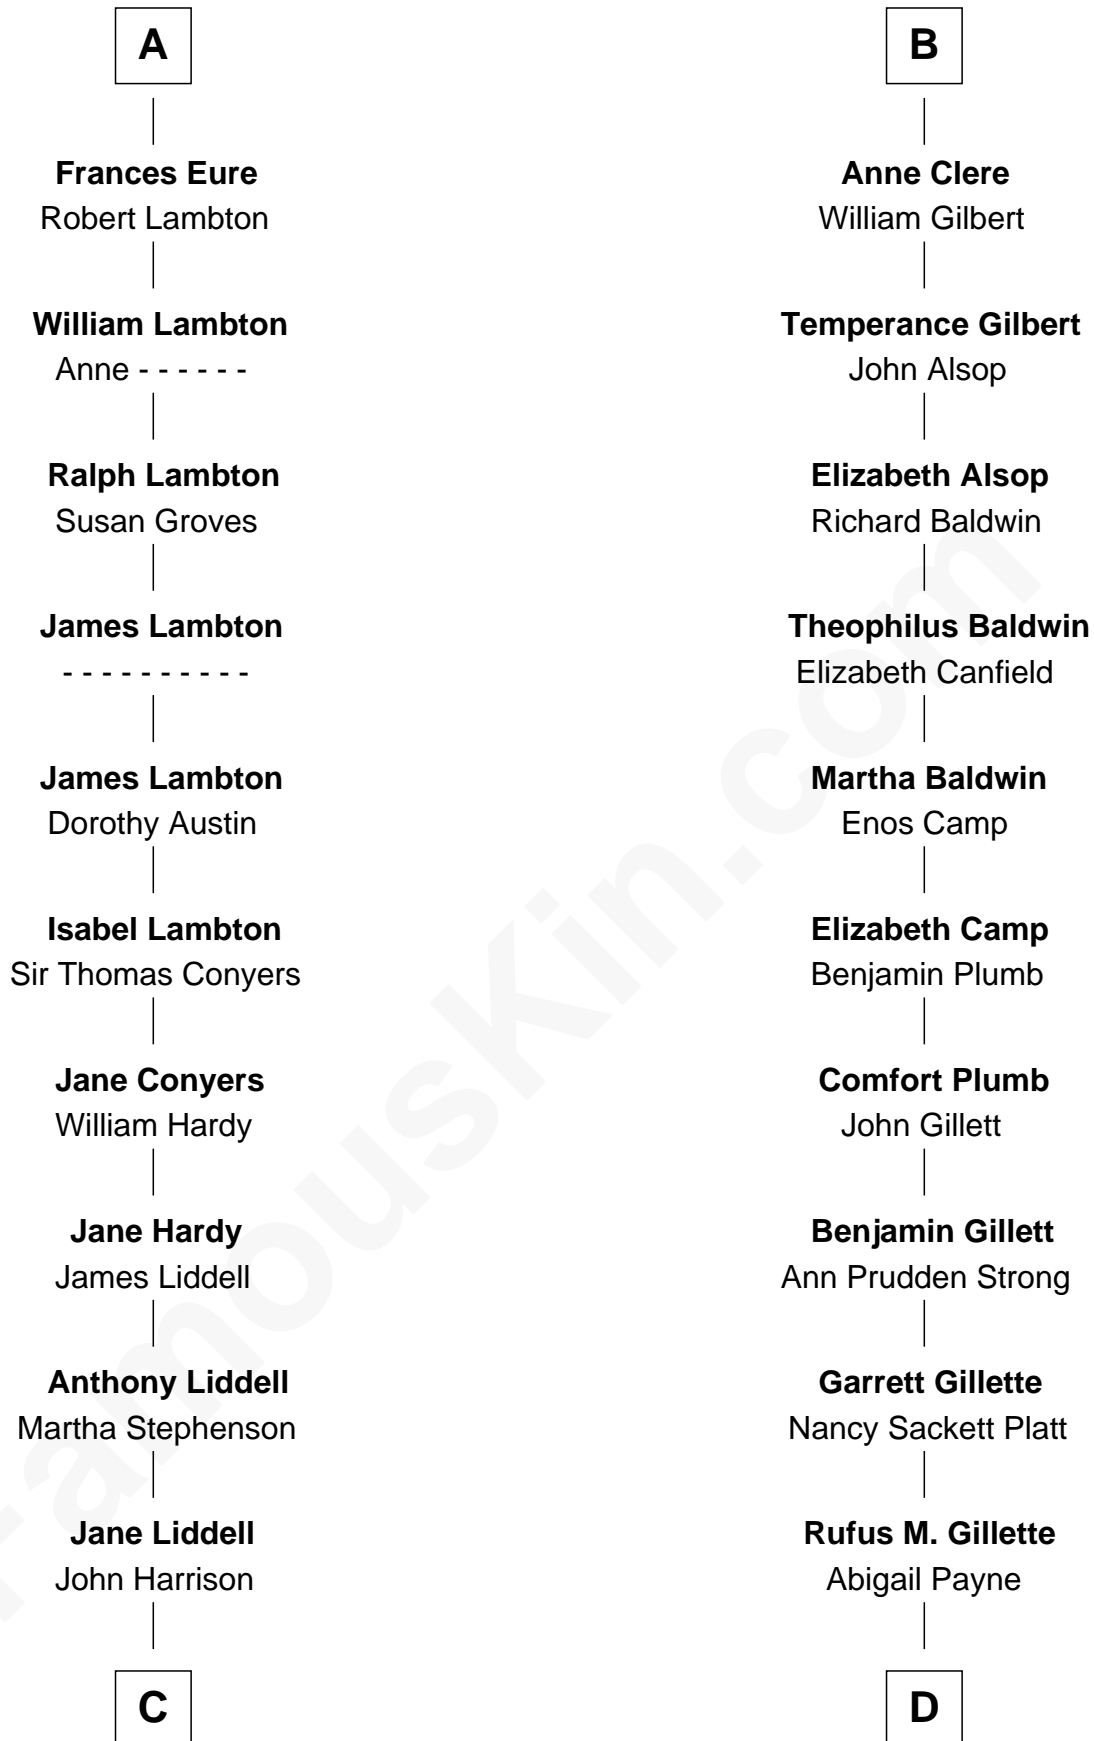 A
Frances Eure
Robert Lambton
William Lambton
Anne - - - - - -
Ralph Lambton
Susan Groves
James Lambton
- - - - - - - - - -
James Lambton
Dorothy Austin
Isabel Lambton
Sir Thomas Conyers
Jane Conyers
William Hardy
Jane Hardy
James Liddell
Anthony Liddell
Martha Stephenson
Jane Liddell
John Harrison
C
B
Anne Clere
William Gilbert
Temperance Gilbert
John Alsop
Elizabeth Alsop
Richard Baldwin
Theophilus Baldwin
Elizabeth Canfield
Martha Baldwin
Enos Camp
Elizabeth Camp
Benjamin Plumb
Comfort Plumb
John Gillett
Benjamin Gillett
Ann Prudden Strong
Garrett Gillette
Nancy Sackett Platt
Rufus M. Gillette
Abigail Payne
D
FamousKin.com